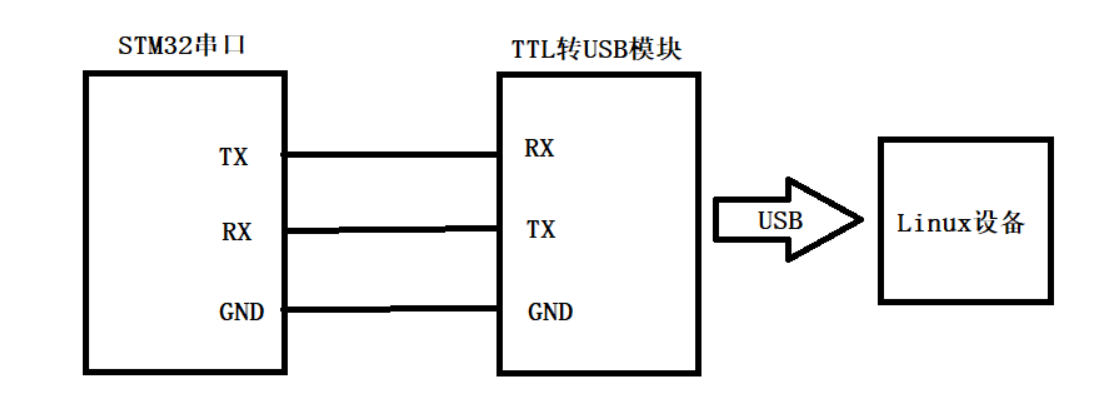 STM32串口
TTL转USB模块
TX
RX
RX
TX
GND
GND
USB
Linux设备